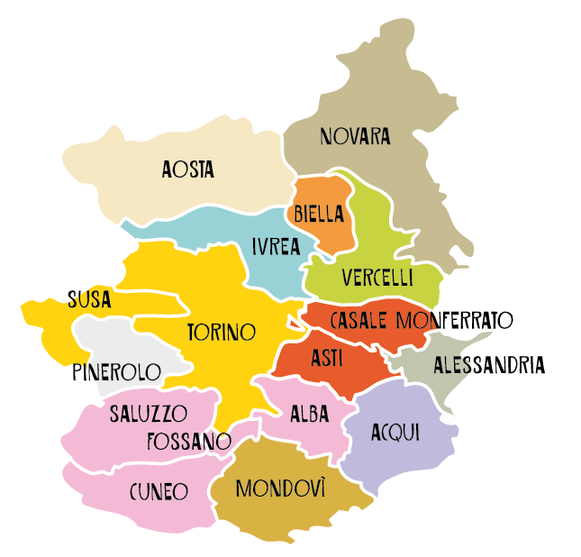 NOVARA
AOSTA
BIELLA
IVREA
VERCELLI
SUSA
CASALE MONFERRATO
TORINO
ASTI
ALESSANDRIA
PINEROLO
SALUZZO
ALBA
FOSSANO
ACQUI
CUNEO
MONDOVÌ